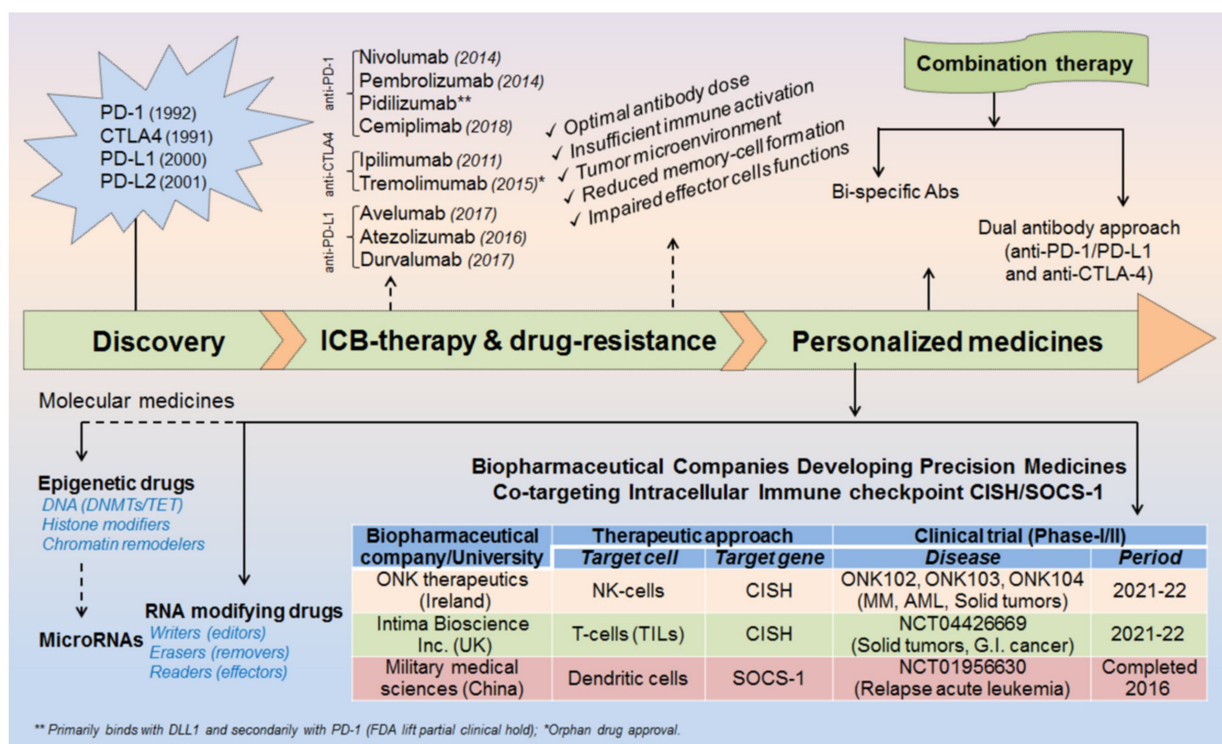 PD-1 (1992)
CTLA4 (1991)
PD-L1 (2000)
PD-L2 (2001)
anti-PD-1
Nivolumab (2014)
Pembrolizumab (2014)
Pidilizumab**
Cemiplimab (2018)
anti-CTLA4
Ipilimumab (2011)
Tremolimumab (2015)*
anti-PD-L1
Avelumab (2017)
Atezolizumab (2016)
Durvalumab (2017)
✓ Optimal antibody dose
✓ Insufficient immune activation
✓ Tumor microenvironment
✓ Reduced memory-cell formation
✓ Impaired effector cells functions
Combination therapy
Bi-specific Abs
Dual antibody approach
(anti-PD-1/PD-L1
and anti-CTLA-4)
Discovery
ICB-therapy & drug-resistance
Personalized medicines
Molecular medicines
Epigenetic drugs
DNA (DNMTs/TET)
Histone modifiers
Chromatin remodelers
MicroRNAs
RNA modifying drugs
Writers (editors)
Erasers (removers)
Readers (effectors)
Biopharmaceutical Companies Developing Precision Medicines
Co-targeting Intracellular Immune checkpoint CISH/SOCS-1
Biopharmaceutical company/University
Therapeutic approach
Clinical trial (Phase-I/II)
Target cell
Target gene
Disease
Period
ONK therapeutics
(Ireland)
NK-cells
CISH
ONK102, ONK103, ONK104
(MM, AML, Solid tumors)
2021-22
Intima Bioscience
Inc. (UK)
T-cells (TILs)
CISH
NCT04426669
(Solid tumors, G.I. cancer)
2021-22
Military medical
sciences (China)
Dendritic cells
SOCS-1
NCT01956630
(Relapse acute leukemia)
Completed
2016
** Primarily binds with DLL1 and secondarily with PD-1 (FDA lift partial clinical hold); *Orphan drug approval.